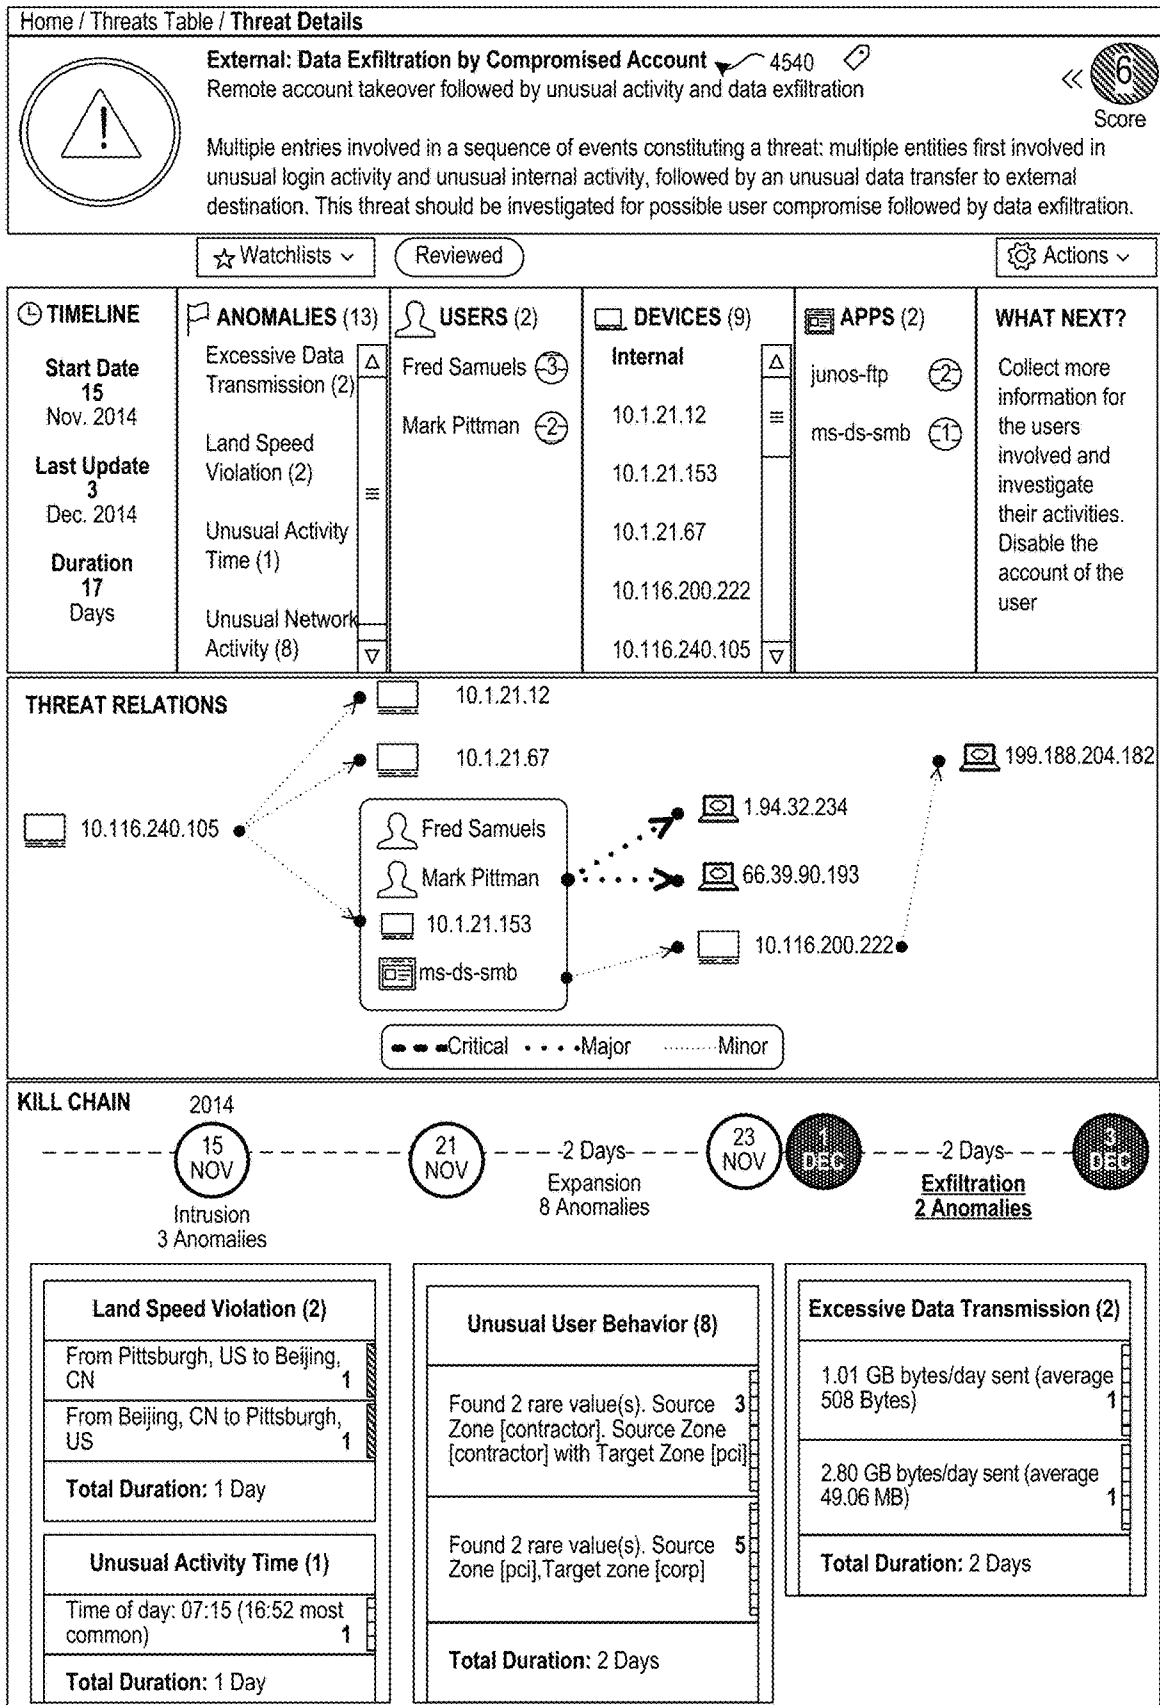 Home / Threats Table / Threat Details
External: Data Exfiltration by Compromised Account
4540
Remote account takeover followed by unusual activity and data exfiltration
<< 6
Score
Multiple entries involved in a sequence of events constituting a threat: multiple entities first involved in
unusual login activity and unusual internal activity, followed by an unusual data transfer to external
destination. This threat should be investigated for possible user compromise followed by data exfiltration.
Watchlists
Reviewed
Actions
TIMELINE
Start Date
15
Nov. 2014
Last Update
3
Dec. 2014
Duration
17
Days
ANOMALIES (13)
Excessive Data
Transmission (2)
Land Speed
Violation (2)
Unusual Activity
Time (1)
Unusual Network
Activity (8)
USERS (2)
Fred Samuels 3
Mark Pittman 2
DEVICES (9)
Internal
10.1.21.12
10.1.21.153
10.1.21.67
10.116.200.222
10.116.240.105
APPS (2)
junos-ftp 2
ms-ds-smb 1
WHAT NEXT?
Collect more
information for
the users
involved and
investigate
their activities.
Disable the
account of the
user
THREAT RELATIONS
10.116.240.105
10.1.21.12
10.1.21.67
Fred Samuels
Mark Pittman
10.1.21.153
ms-ds-smb
1.94.32.234
66.39.90.193
10.116.200.222
199.188.204.182
Critical Major Minor
KILL CHAIN
2014
15
NOV
Intrusion
3 Anomalies
21
NOV
2 Days
Expansion
8 Anomalies
23
NOV
1
DEC
2 Days
Exfiltration
2 Anomalies
3
DEC
Land Speed Violation (2)
From Pittsburgh, US to Beijing,
CN 1
From Beijing, CN to Pittsburgh,
US 1
Total Duration: 1 Day
Unusual Activity Time (1)
Time of day: 07:15 (16:52 most
common) 1
Total Duration: 1 Day
Unusual User Behavior (8)
Found 2 rare value(s). Source 3
Zone [contractor]. Source Zone
[contractor] with Target Zone [pci]
Found 2 rare value(s). Source 5
Zone [pci],Target zone [corp]
Total Duration: 2 Days
Excessive Data Transmission (2)
1.01 GB bytes/day sent (average
508 Bytes) 1
2.80 GB bytes/day sent (average
49.06 MB) 1
Total Duration: 2 Days